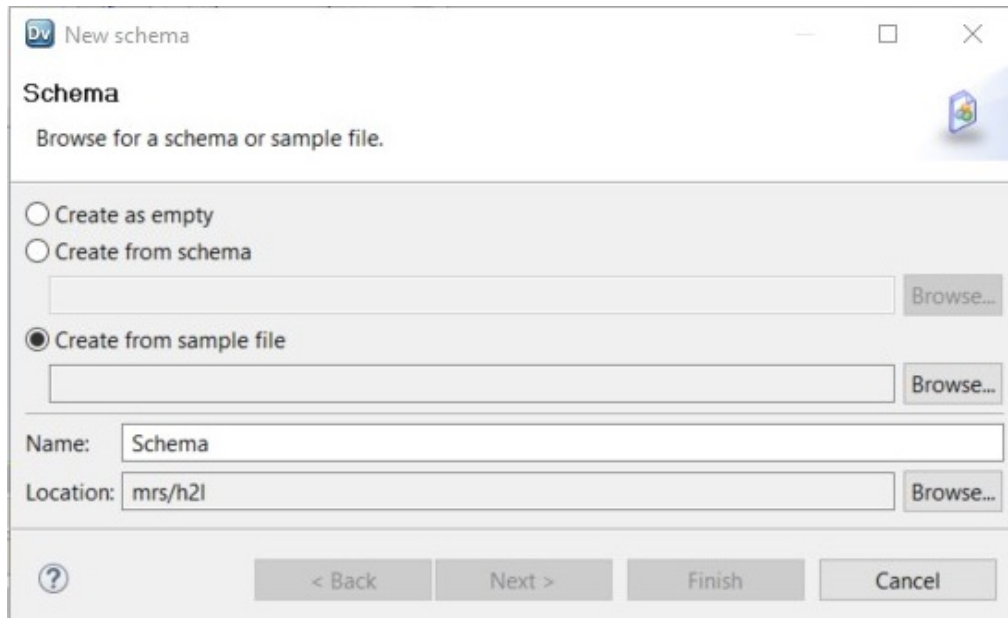 Dv New schema
Schema
Browse for a schema or sample file.
Create as empty
Create from schema
Browse...
Create from sample file
Browse...
Name: Schema
Location: mrs/h2l Browse...
? < Back Next > Finish Cancel